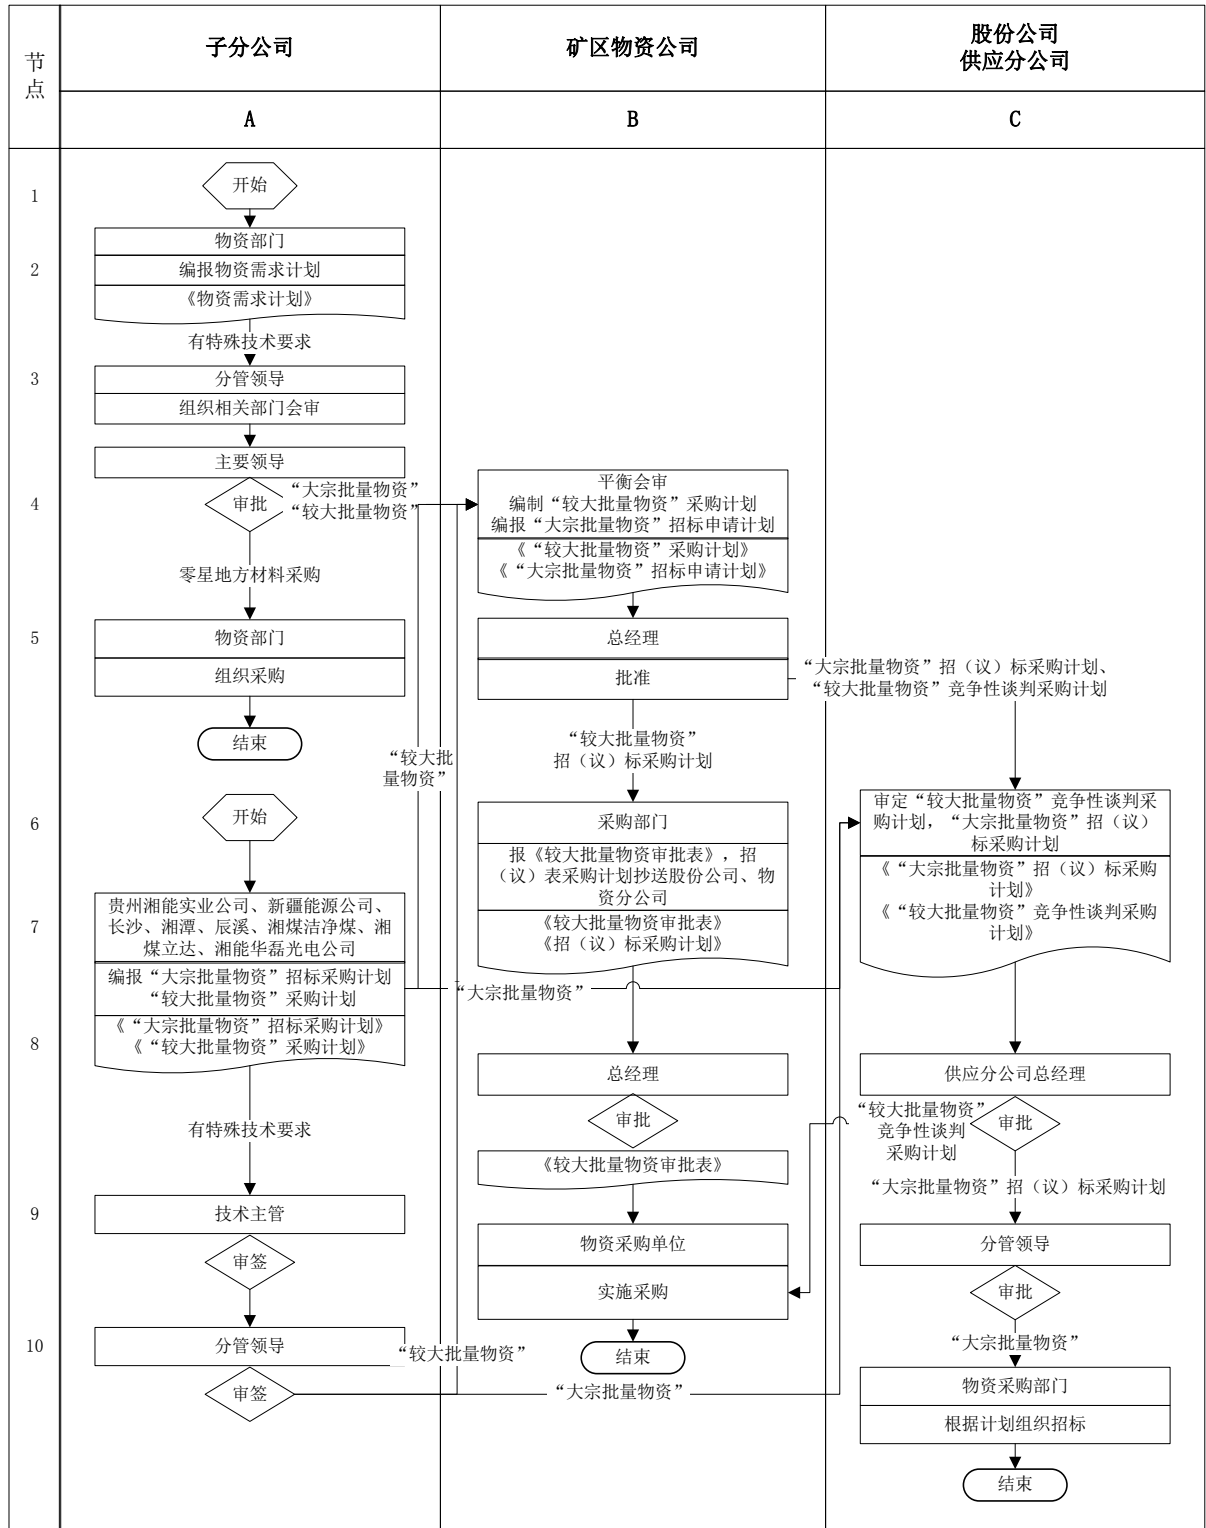 节
点
子分公司
矿区物资公司
股份公司
供应分公司
A
B
C
1
2
3
4
5
6
7
8
9
10
开始
物资部门
编报物资需求计划
《物资需求计划》
有特殊技术要求
分管领导
组织相关部门会审
主要领导
审批
“大宗批量物资”
“较大批量物资”
零星地方材料采购
物资部门
组织采购
结束
“较大批
量物资”
开始
贵州湘能实业公司、新疆能源公司、
长沙、湘潭、辰溪、湘煤洁净煤、湘
煤立达、湘能华磊光电公司
编报“大宗批量物资”招标采购计划
“较大批量物资”采购计划
《“大宗批量物资”招标采购计划》
《“较大批量物资”采购计划》
有特殊技术要求
技术主管
审签
分管领导
审签
“较大批量物资”
“大宗批量物资”
平衡会审
编制“较大批量物资”采购计划
编报“大宗批量物资”招标申请计划
《“较大批量物资”采购计划》
《“大宗批量物资”招标申请计划》
总经理
批准
“较大批量物资”
招（议）标采购计划
采购部门
报《较大批量物资审批表》，招
（议）表采购计划抄送股份公司、物
资分公司
《较大批量物资审批表》
《招（议）标采购计划》
“大宗批量物资”
总经理
审批
《较大批量物资审批表》
物资采购单位
实施采购
结束
“大宗批量物资”招（议）标采购计划、
“较大批量物资”竞争性谈判采购计划
审定“较大批量物资”竞争性谈判采
购计划，“大宗批量物资”招（议）
标采购计划
《“大宗批量物资”招（议）标采购
计划》
《“较大批量物资”竞争性谈判采购
计划》
供应分公司总经理
审批
“较大批量物资”
竞争性谈判
采购计划
“大宗批量物资”招（议）标采购计划
分管领导
审批
“大宗批量物资”
物资采购部门
根据计划组织招标
结束